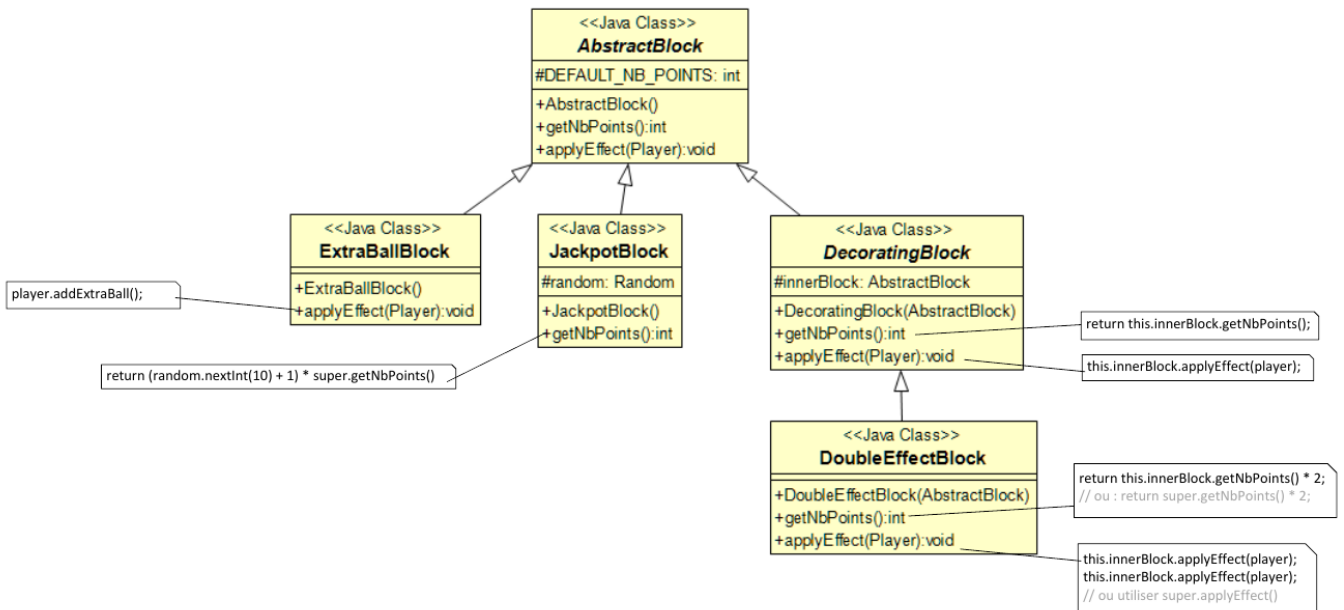 <<Java Class>>
AbstractBlock
#DEFAULT_NB_POINTS: int
+AbstractBlock()
+getNbPoints():int
+applyEffect(Player):void
<<Java Class>>
ExtraBallBlock
+ExtraBallBlock()
+applyEffect(Player):void
player.addExtraBall();
<<Java Class>>
JackpotBlock
#random: Random
+JackpotBlock()
+getNbPoints():int
return (random.nextInt(10) + 1) * super.getNbPoints()
<<Java Class>>
DecoratingBlock
#innerBlock: AbstractBlock
+DecoratingBlock(AbstractBlock)
+getNbPoints():int
+applyEffect(Player):void
return this.innerBlock.getNbPoints();
this.innerBlock.applyEffect(player);
<<Java Class>>
DoubleEffectBlock
+DoubleEffectBlock(AbstractBlock)
+getNbPoints():int
+applyEffect(Player):void
return this.innerBlock.getNbPoints() * 2;
// ou : return super.getNbPoints() * 2;
this.innerBlock.applyEffect(player);
this.innerBlock.applyEffect(player);
// ou utiliser super.applyEffect()